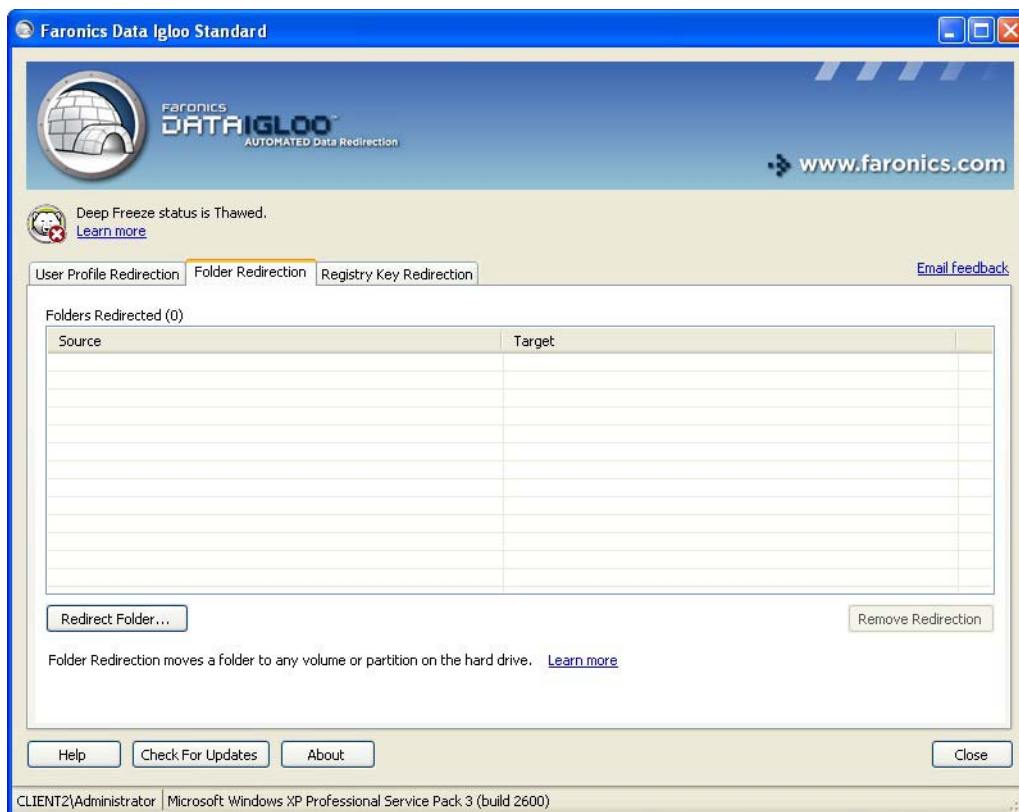 Faronics Data Igloo Standard
Faronics
DATAIGLOO™
AUTOMATED Data Redirection
www.faronics.com
Deep Freeze status is Thawed.
Learn more
User Profile Redirection
Folder Redirection
Registry Key Redirection
Email feedback
Folders Redirected (0)
Source
Target
Redirect Folder...
Remove Redirection
Folder Redirection moves a folder to any volume or partition on the hard drive. Learn more
Help
Check For Updates
About
Close
CLIENT2\Administrator
Microsoft Windows XP Professional Service Pack 3 (build 2600)